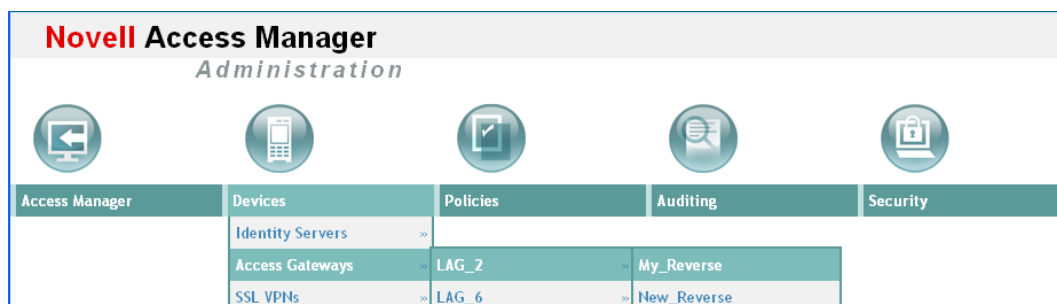 Novell Access Manager
Administration
Access Manager Devices Policies Auditing Security
Identity Servers »
Access Gateways » LAG_2 » My_Reverse
SSL VPNs » LAG_6 » New_Reverse